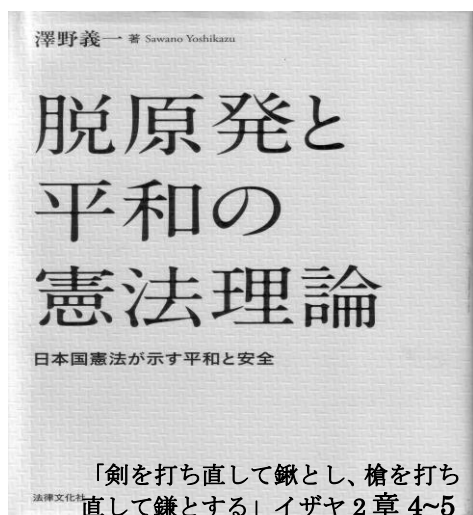 澤野義一 著 Sawano Yoshikazu
脱原発と
平和の
憲法理論
日本国憲法が示す平和と安全
「剣を打ち直して鍬とし、槍を打ち
法律文化社
直して鎌とする」イザヤ 2 章 4~5